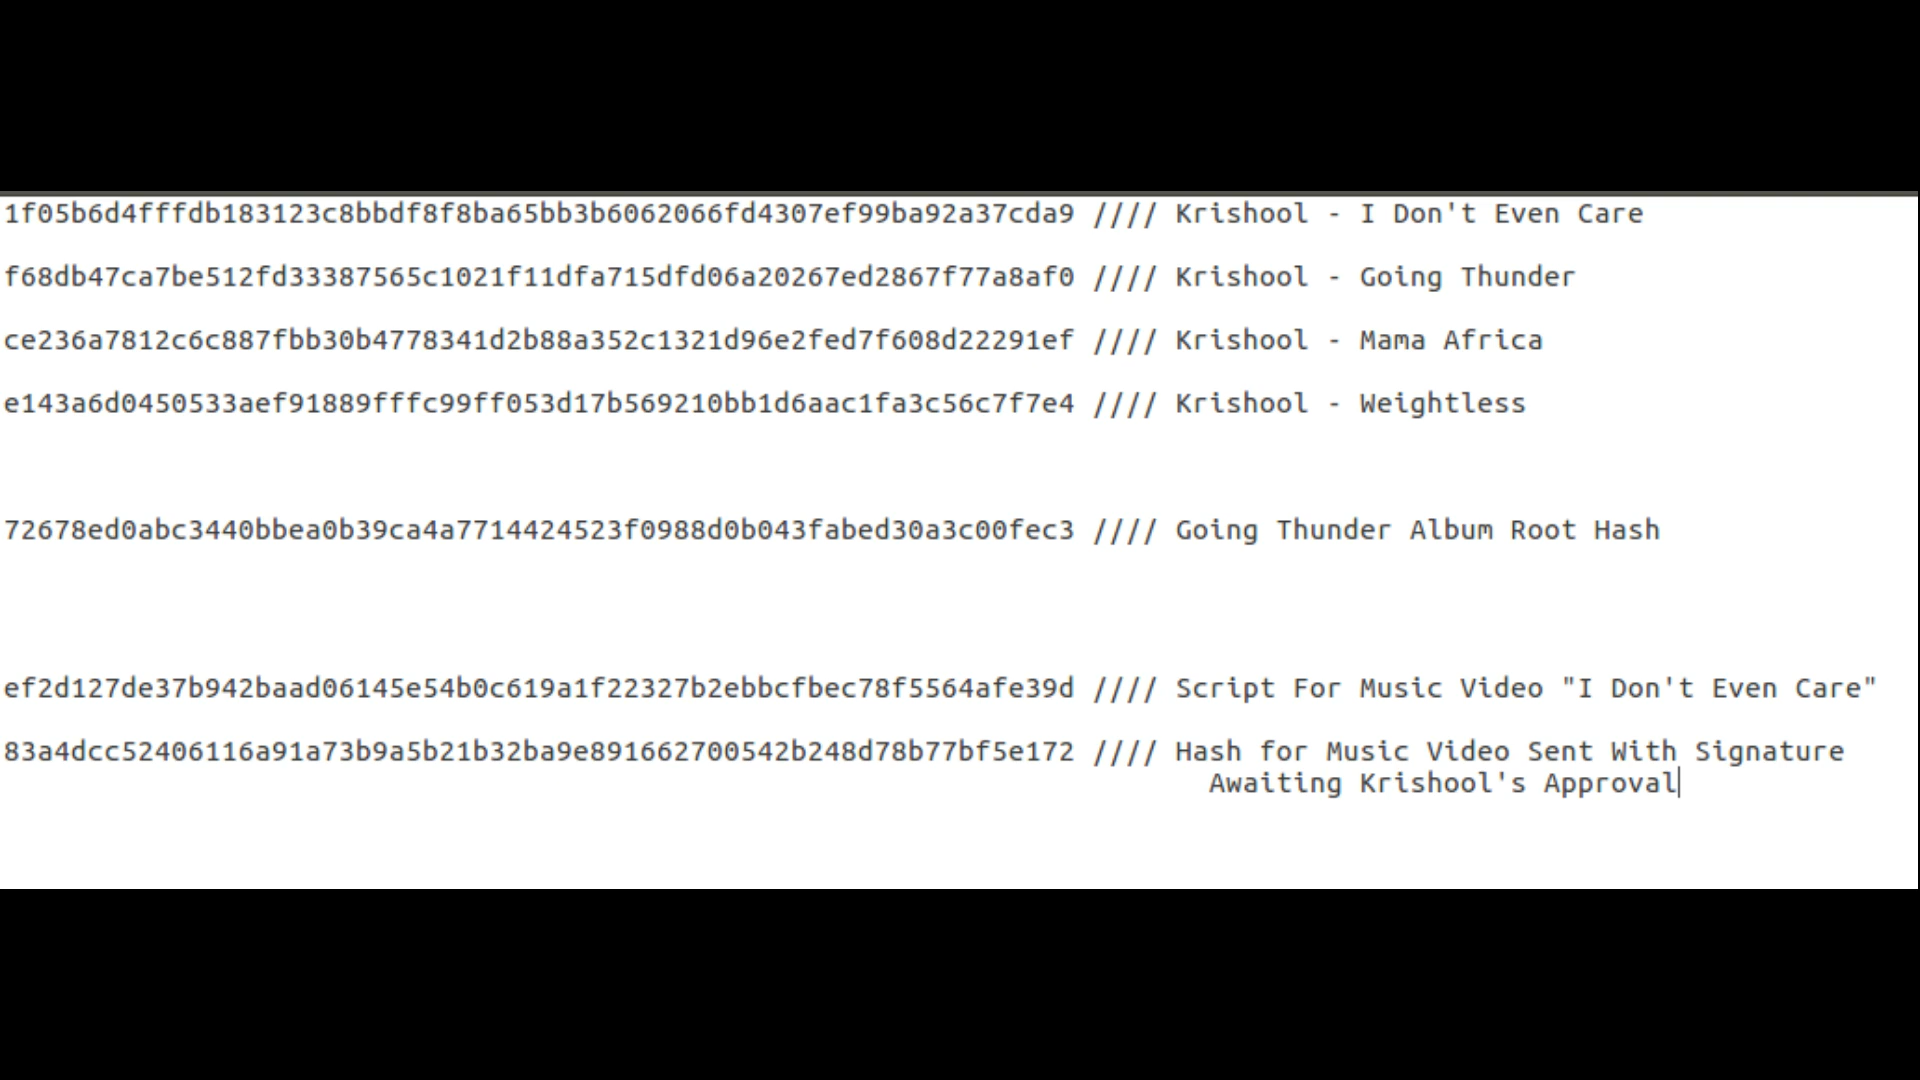 1f05b6d4fffdb183123c8bbdf8f8ba65bb3b6062066fd4307ef99ba92a37cda9 //// Krishool - I Don't Even Care
f68db47ca7be512fd33387565c1021f11dfa715dfd06a20267ed2867f77a8af0 //// Krishool - Going Thunder
ce236a7812c6c887fbb30b4778341d2b88a352c1321d96e2fed7f608d22291ef //// Krishool - Mama Africa
e143a6d0450533aef91889fffc99ff053d17b569210bb1d6aac1fa3c56c7f7e4 //// Krishool - Weightless
72678ed0abc3440bbea0b39ca4a7714424523f0988d0b043fabed30a3c00fec3 //// Going Thunder Album Root Hash
ef2d127de37b942baad06145e54b0c619a1f22327b2ebbcfbec78f5564afe39d //// Script For Music Video "I Don't Even Care"
83a4dcc52406116a91a73b9a5b21b32ba9e891662700542b248d78b77bf5e172 //// Hash for Music Video Sent With Signature
Awaiting Krishool's Approval